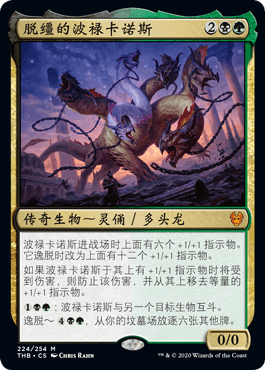 脱缰的波禄卡诺斯 2
传奇生物～灵俑／多头龙
波禄卡诺斯进战场时上面有六个 +1/+1 指示物。
它逸脱时改为上面有十二个 +1/+1 指示物。
如果波禄卡诺斯于其上有 +1/+1 指示物时将受
到伤害，则防止该伤害，并从其上移去等量的
+1/+1 指示物。
1：波禄卡诺斯与另一个目标生物互斗。
逸脱～4，从你的坟墓场放逐六张其他牌。
0/0
224/254 M
THB • CS Chris Rahn
™ & © 2020 Wizards of the Coast